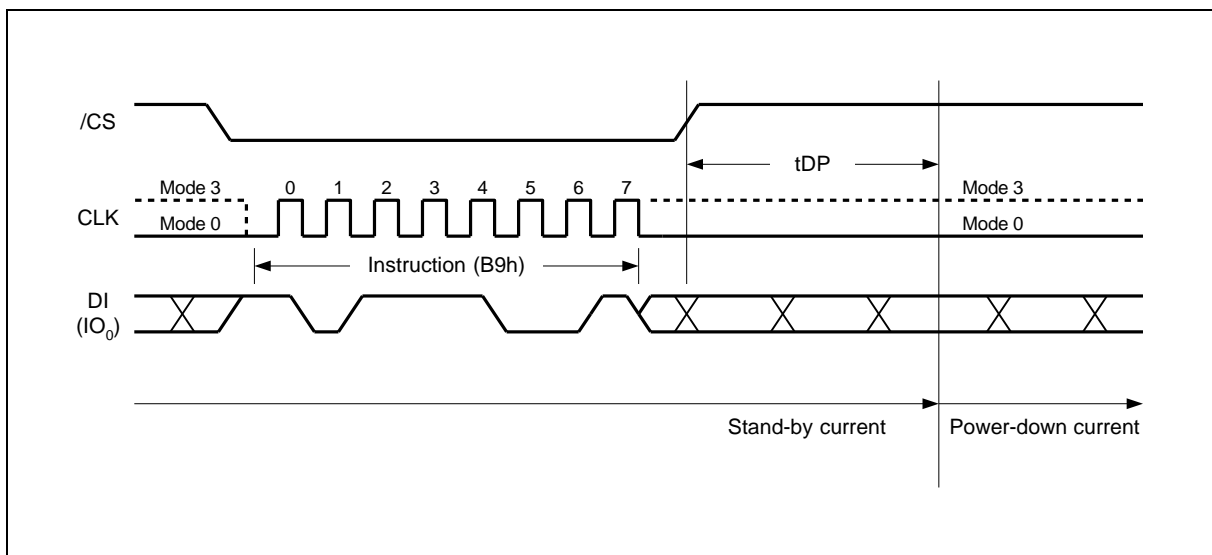 /CS
tDP
Mode 3 0 1 2 3 4 5 6 7 Mode 3
CLK
Mode 0 Mode 0
Instruction (B9h)
DI
(IO0)
Stand-by current Power-down current